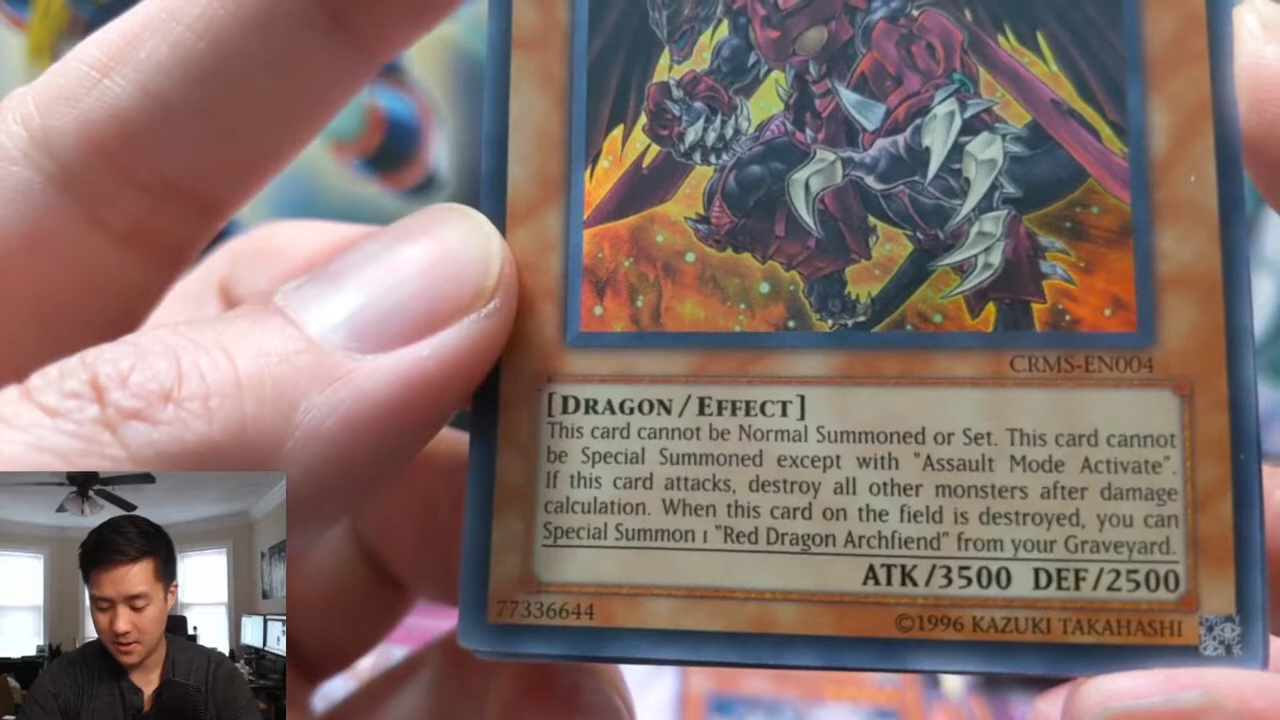 CRMS-EN004
[DRAGON/EFFECT]
This card cannot be Normal Summoned or Set. This card cannot
be Special Summoned except with "Assault Mode Activate".
If this card attacks, destroy all other monsters after damage
calculation. When this card on the field is destroyed, you can
Special Summon 1 "Red Dragon Archfiend" from your Graveyard.
ATK/3500 DEF/2500
77336644
©1996 KAZUKI TAKAHASHI